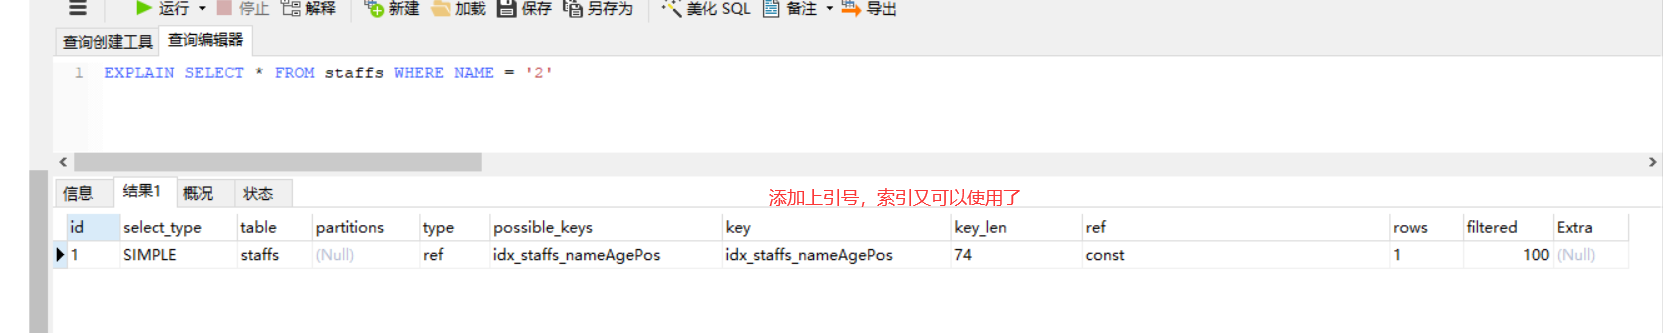 运行 停止 解释 新建 加载 保存 另存为 美化 SQL 备注 导出
查询创建工具 查询编辑器
1 EXPLAIN SELECT * FROM staffs WHERE NAME = '2'
信息 结果1 概况 状态
添加上引号，索引又可以使用了
id select_type table partitions type possible_keys key key_len ref rows filtered Extra
1 SIMPLE staffs (Null) ref idx_staffs_nameAgePos idx_staffs_nameAgePos 74 const 1 100 (Null)